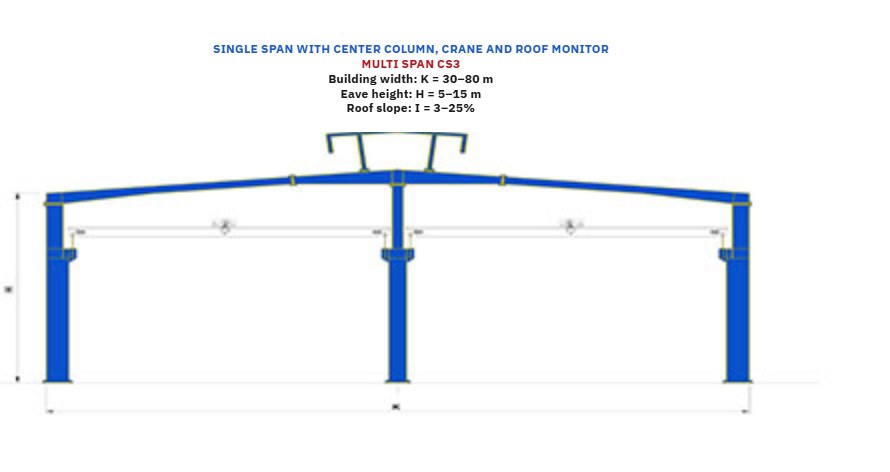 SINGLE SPAN WITH CENTER COLUMN, CRANE AND ROOF MONITOR
MULTI SPAN CS3
Building width: K = 30–80 m
Eave height: H = 5–15 m
Roof slope: I = 3–25%
H
K